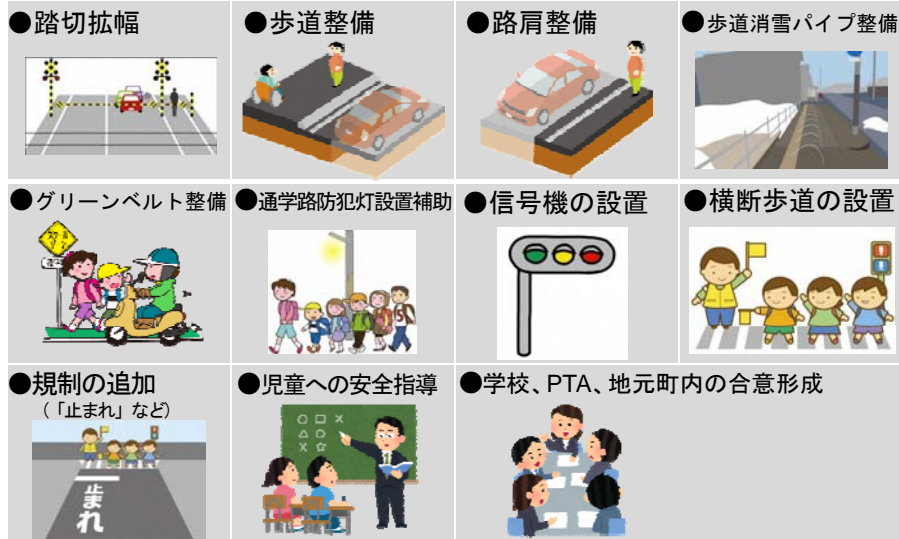 ●踏切拡幅
●歩道整備
●路肩整備
●歩道消雪パイプ整備
●グリーンベルト整備
●通学路防犯灯設置補助
●信号機の設置
●横断歩道の設置
●規制の追加
（「止まれ」など）
止まれ
●児童への安全指導
●学校、PTA、地元町内の合意形成